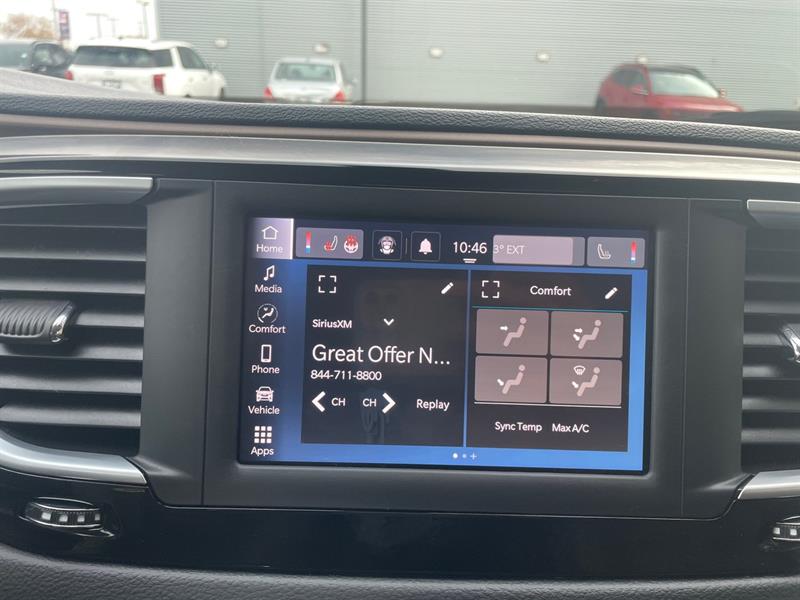 Home
10:46
3° EXT
Media
Comfort
Phone
Vehicle
Apps
SiriusXM
Great Offer N...
844-711-8800
CH
CH
Replay
Comfort
Sync Temp
Max A/C